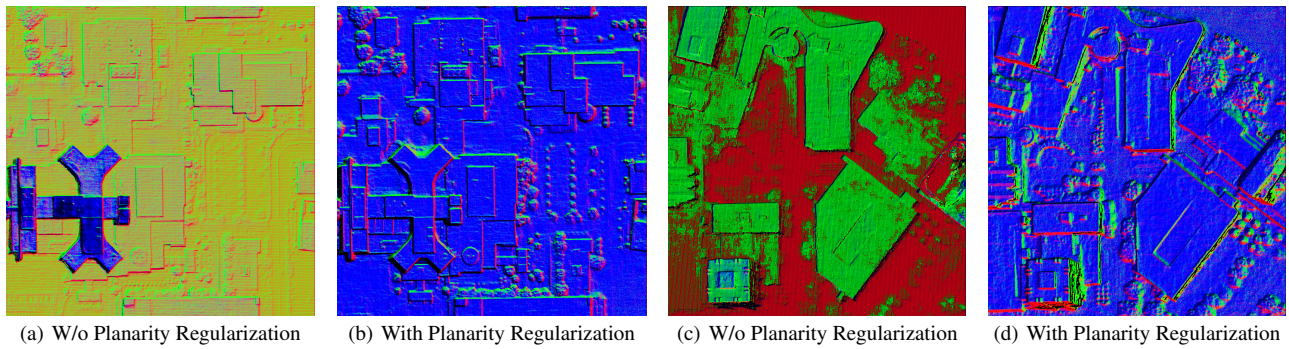 (a) W/o Planarity Regularization
(b) With Planarity Regularization
(c) W/o Planarity Regularization
(d) With Planarity Regularization